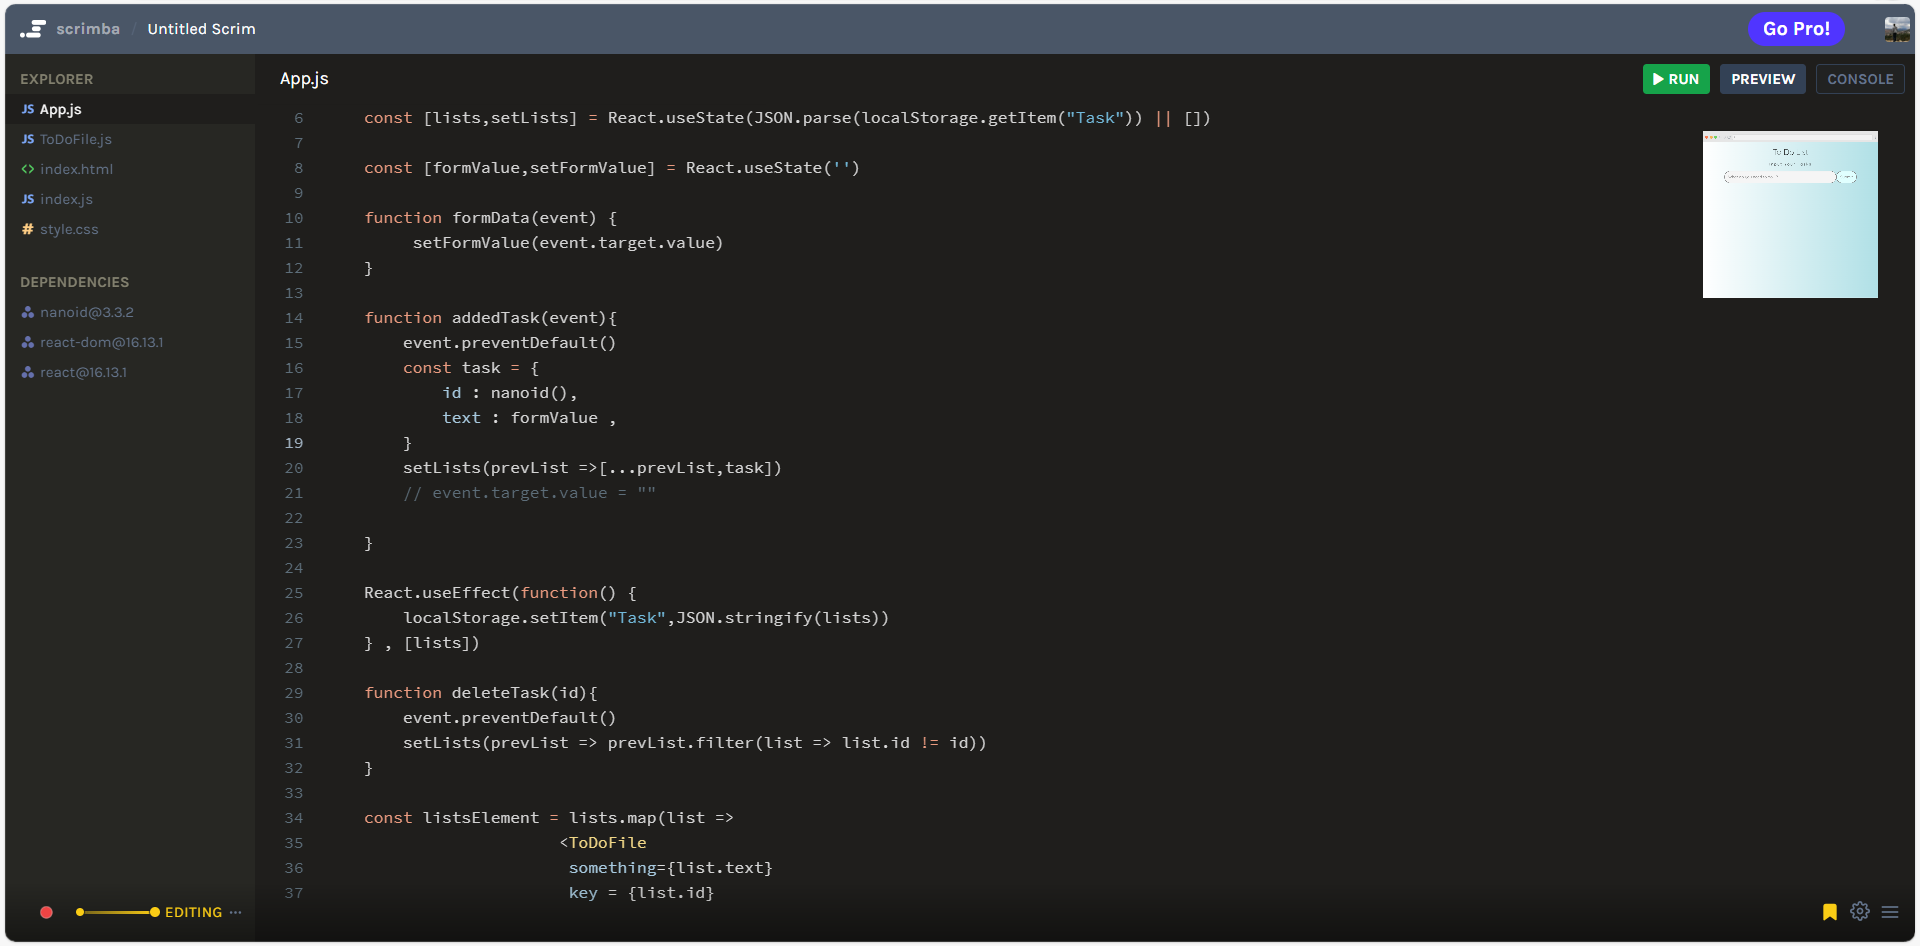 scrimba / Untitled Scrim
Go Pro!
EXPLORER
JS App.js
JS ToDoFile.js
<> index.html
JS index.js
# style.css
DEPENDENCIES
nanoid@3.3.2
react-dom@16.13.1
react@16.13.1
App.js
RUN
PREVIEW
CONSOLE
6 const [lists,setLists] = React.useState(JSON.parse(localStorage.getItem("Task")) || [])
7
8 const [formValue,setFormValue] = React.useState('')
9
10 function formData(event) {
11 setFormValue(event.target.value)
12 }
13
14 function addedTask(event){
15 event.preventDefault()
16 const task = {
17 id : nanoid(),
18 text : formValue ,
19 }
20 setLists(prevList =>[...prevList,task])
21 // event.target.value = ""
22
23 }
24
25 React.useEffect(function() {
26 localStorage.setItem("Task",JSON.stringify(lists))
27 } , [lists])
28
29 function deleteTask(id){
30 event.preventDefault()
31 setLists(prevList => prevList.filter(list => list.id != id))
32 }
33
34 const listsElement = lists.map(list =>
35 <ToDoFile
36 something={list.text}
37 key = {list.id}
To Do List
EDITING ...